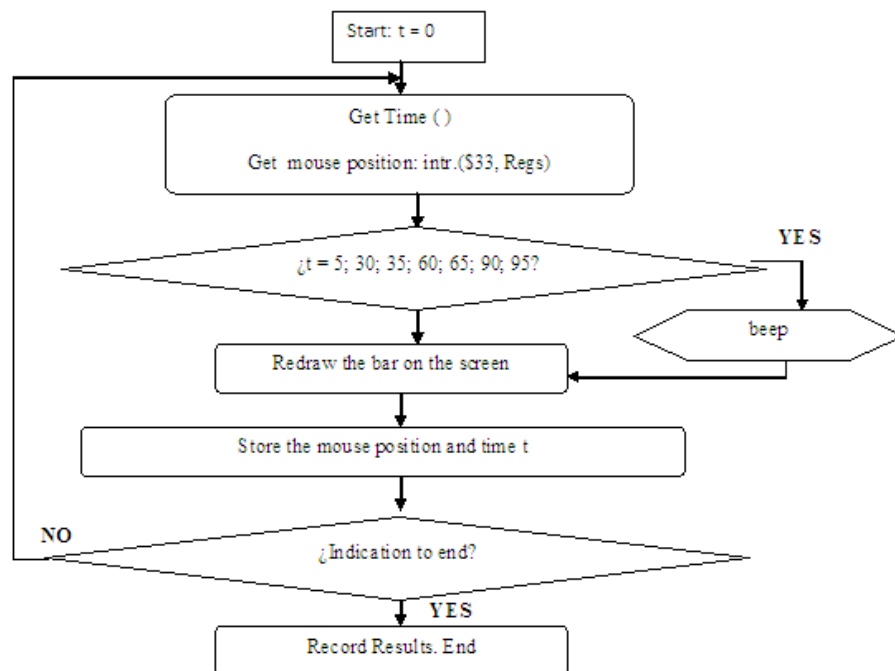 Start: t = 0
Get Time ( )
Get mouse position: intr.($33, Regs)
YES
¿t = 5; 30; 35; 60; 65; 90; 95?
beep
Redraw the bar on the screen
Store the mouse position and time t
NO
¿Indication to end?
YES
Record Results. End